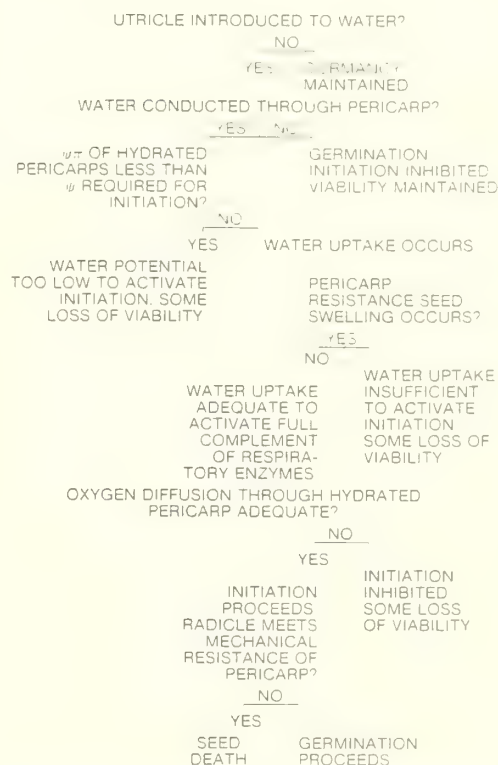 UTRICLE INTRODUCED TO WATER?
NO
YES
MAINTAINED
WATER CONDUCTED THROUGH PERICARP?
YES NO
ψπ OF HYDRATED GERMINATION
PERICARPS LESS THAN INITIATION INHIBITED
ψ REQUIRED FOR VIABILITY MAINTAINED
INITIATION?
NO
YES WATER UPTAKE OCCURS
WATER POTENTIAL
TOO LOW TO ACTIVATE PERICARP
INITIATION. SOME RESISTANCE SEED
LOSS OF VIABILITY SWELLING OCCURS?
YES
NO
WATER UPTAKE
WATER UPTAKE INSUFFICIENT
ADEQUATE TO TO ACTIVATE
ACTIVATE FULL INITIATION
COMPLEMENT SOME LOSS OF
OF RESPIRA- VIABILITY
TORY ENZYMES
OXYGEN DIFFUSION THROUGH HYDRATED
PERICARP ADEQUATE?
NO
YES
INITIATION
INITIATION INHIBITED
PROCEEDS SOME LOSS
RADICLE MEETS OF VIABILITY
MECHANICAL
RESISTANCE OF
PERICARP?
NO
YES
SEED GERMINATION
DEATH PROCEEDS